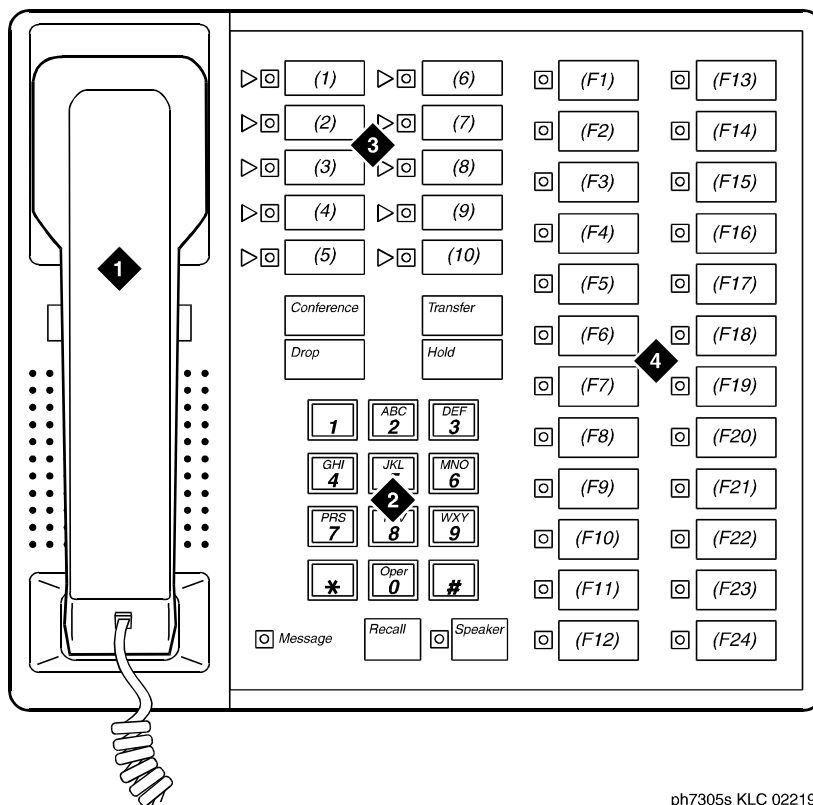 (1) (6) (F1) (F13)
(2) (7) (F2) (F14)
3
(3) (8) (F3) (F15)
(4) (9) (F4) (F16)
(5) (10) (F5) (F17)
1
Conference Transfer
(F6) (F18)
Drop Hold
4
(F7) (F19)
ABC DEF
1 2 3
(F8) (F20)
GHI JKL MNO
4 6
(F9) (F21)
2
PRS WXY
7 8 9
(F10) (F22)
Oper
* 0 #
(F11) (F23)
Message Recall Speaker
(F12) (F24)
ph7305s KLC 02219